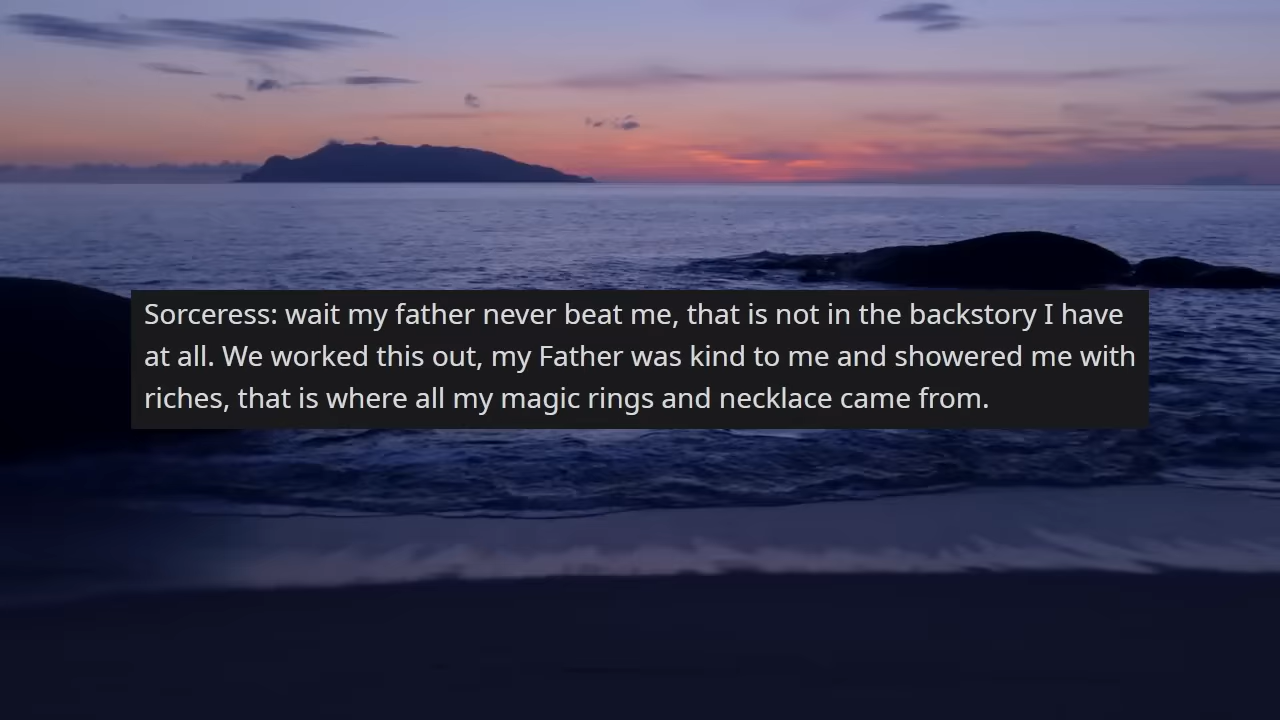 Sorceress: wait my father never beat me, that is not in the backstory I have
at all. We worked this out, my Father was kind to me and showered me with
riches, that is where all my magic rings and necklace came from.